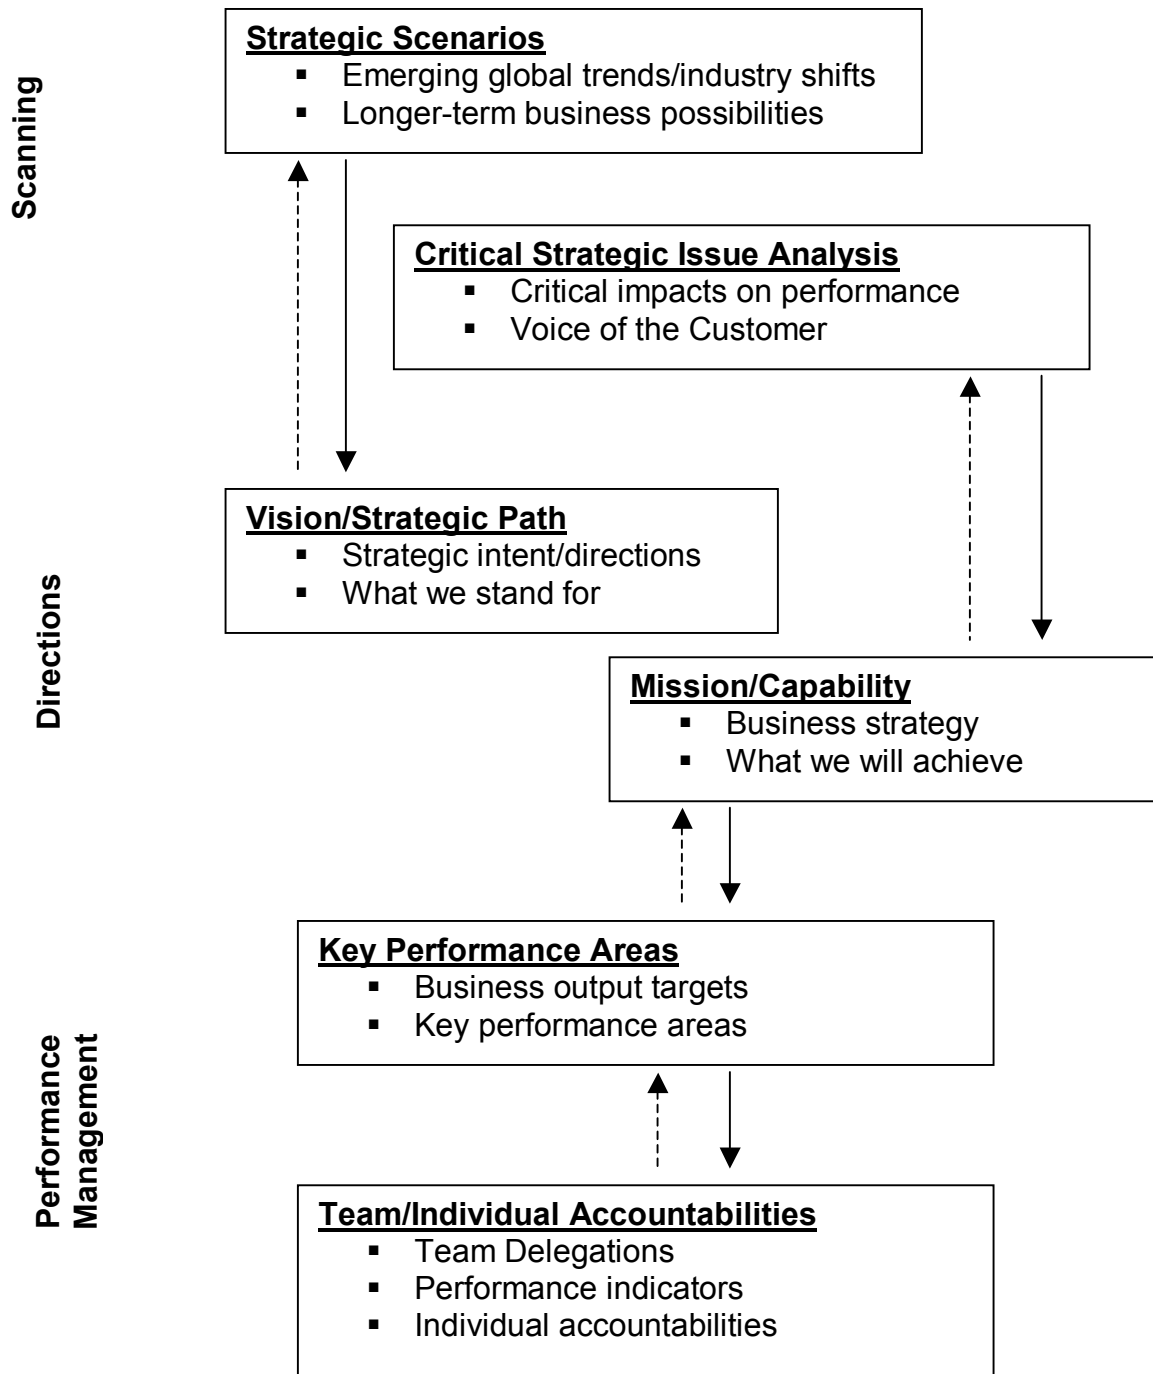 Scanning
Strategic Scenarios
▪ Emerging global trends/industry shifts
▪ Longer-term business possibilities
Critical Strategic Issue Analysis
▪ Critical impacts on performance
▪ Voice of the Customer
Directions
Vision/Strategic Path
▪ Strategic intent/directions
▪ What we stand for
Mission/Capability
▪ Business strategy
▪ What we will achieve
Performance
Management
Key Performance Areas
▪ Business output targets
▪ Key performance areas
Team/Individual Accountabilities
▪ Team Delegations
▪ Performance indicators
▪ Individual accountabilities